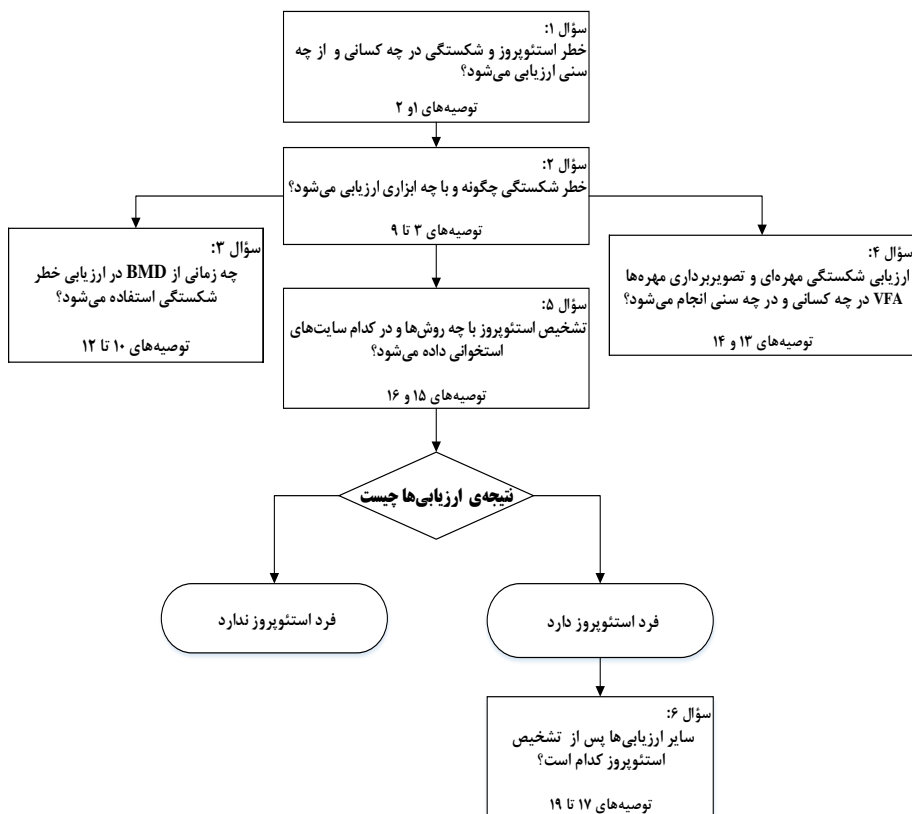 سؤال ۱:
خطر استئوپروز و شکستگی در چه کسانی و از چه
سنی ارزیابی می‌شود؟
توصیه‌های ۱و ۲
سؤال ۲:
خطر شکستگی چگونه و با چه ابزاری ارزیابی می‌شود؟
توصیه‌های ۳ تا ۹
سؤال ۳:
چه زمانی از BMD در ارزیابی خطر
شکستگی استفاده می‌شود؟
توصیه‌های ۱۰ تا ۱۲
سؤال ۴:
ارزیابی شکستگی مهره‌ای و تصویربرداری مهره‌ها
VFA در چه کسانی و در چه سنی انجام می‌شود؟
توصیه‌های ۱۳ و ۱۴
سؤال ۵:
تشخیص استئوپروز با چه روش‌ها و در کدام سایت‌های
استخوانی داده می‌شود؟
توصیه‌های ۱۵ و ۱۶
نتیجه‌ی ارزیابی‌ها چیست
فرد استئوپروز دارد
فرد استئوپروز ندارد
سؤال ۶:
سایر ارزیابی‌ها پس از تشخیص
استئوپروز کدام است؟
توصیه‌های ۱۷ تا ۱۹